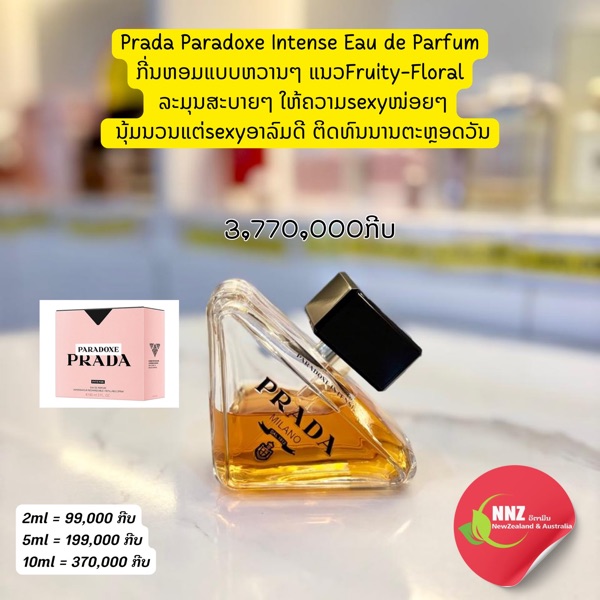 Prada Paradoxe Intense Eau de Parfum
ກິ່ນຫອມແບບຫວານໆ ແນວFruity-Floral
ລະມຸນສະບາຍໆ ໃຫ້ຄວາມsexyໜ່ອຍໆ
ນຸ້ມນວນແຕ່sexyອາລົມດີ ຕິດທົນນານຕະຫຼອດວັນ
3,770,000ກີບ
PARADOXE
PRADA
INTENSE
PARADOXE INTENSE
PRADA
MILANO
2ml = 99,000 ກີບ
5ml = 199,000 ກີບ
10ml = 370,000 ກີບ
NNZ
NewZealand & Australia